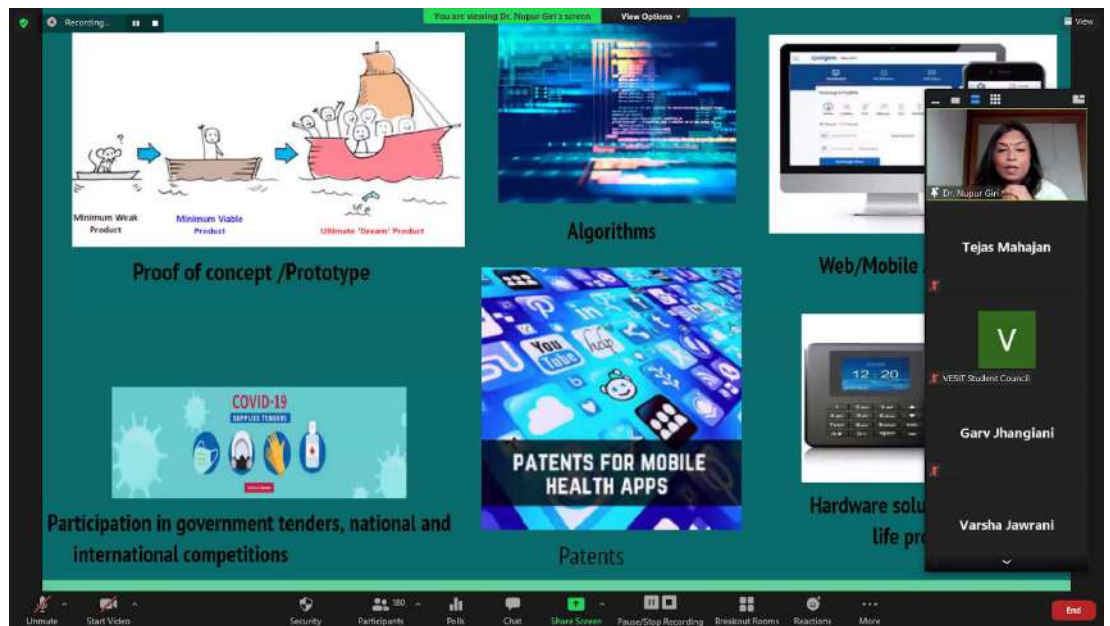 Recording...
You are viewing Dr. Nupur Giri's screen
View Options
View
Minimum Weak
Product
Minimum Viable
Product
Ultimate 'Dream' Product
Proof of concept /Prototype
Algorithms
Web/Mobile
Dr. Nupur Giri
Tejas Mahajan
V
VESIT Student Council
Garv Jhangiani
Varsha Jawrani
COVID-19
SUPPLIES TENDERS
Participation in government tenders, national and
international competitions
You
Tube
in
PATENTS FOR MOBILE
HEALTH APPS
Patents
12:20
Hardware solu
life pro
Unmute
Start Video
Security
180
Participants
Polls
Chat
Share Screen
Pause/Stop Recording
Breakout Rooms
Reactions
More
End